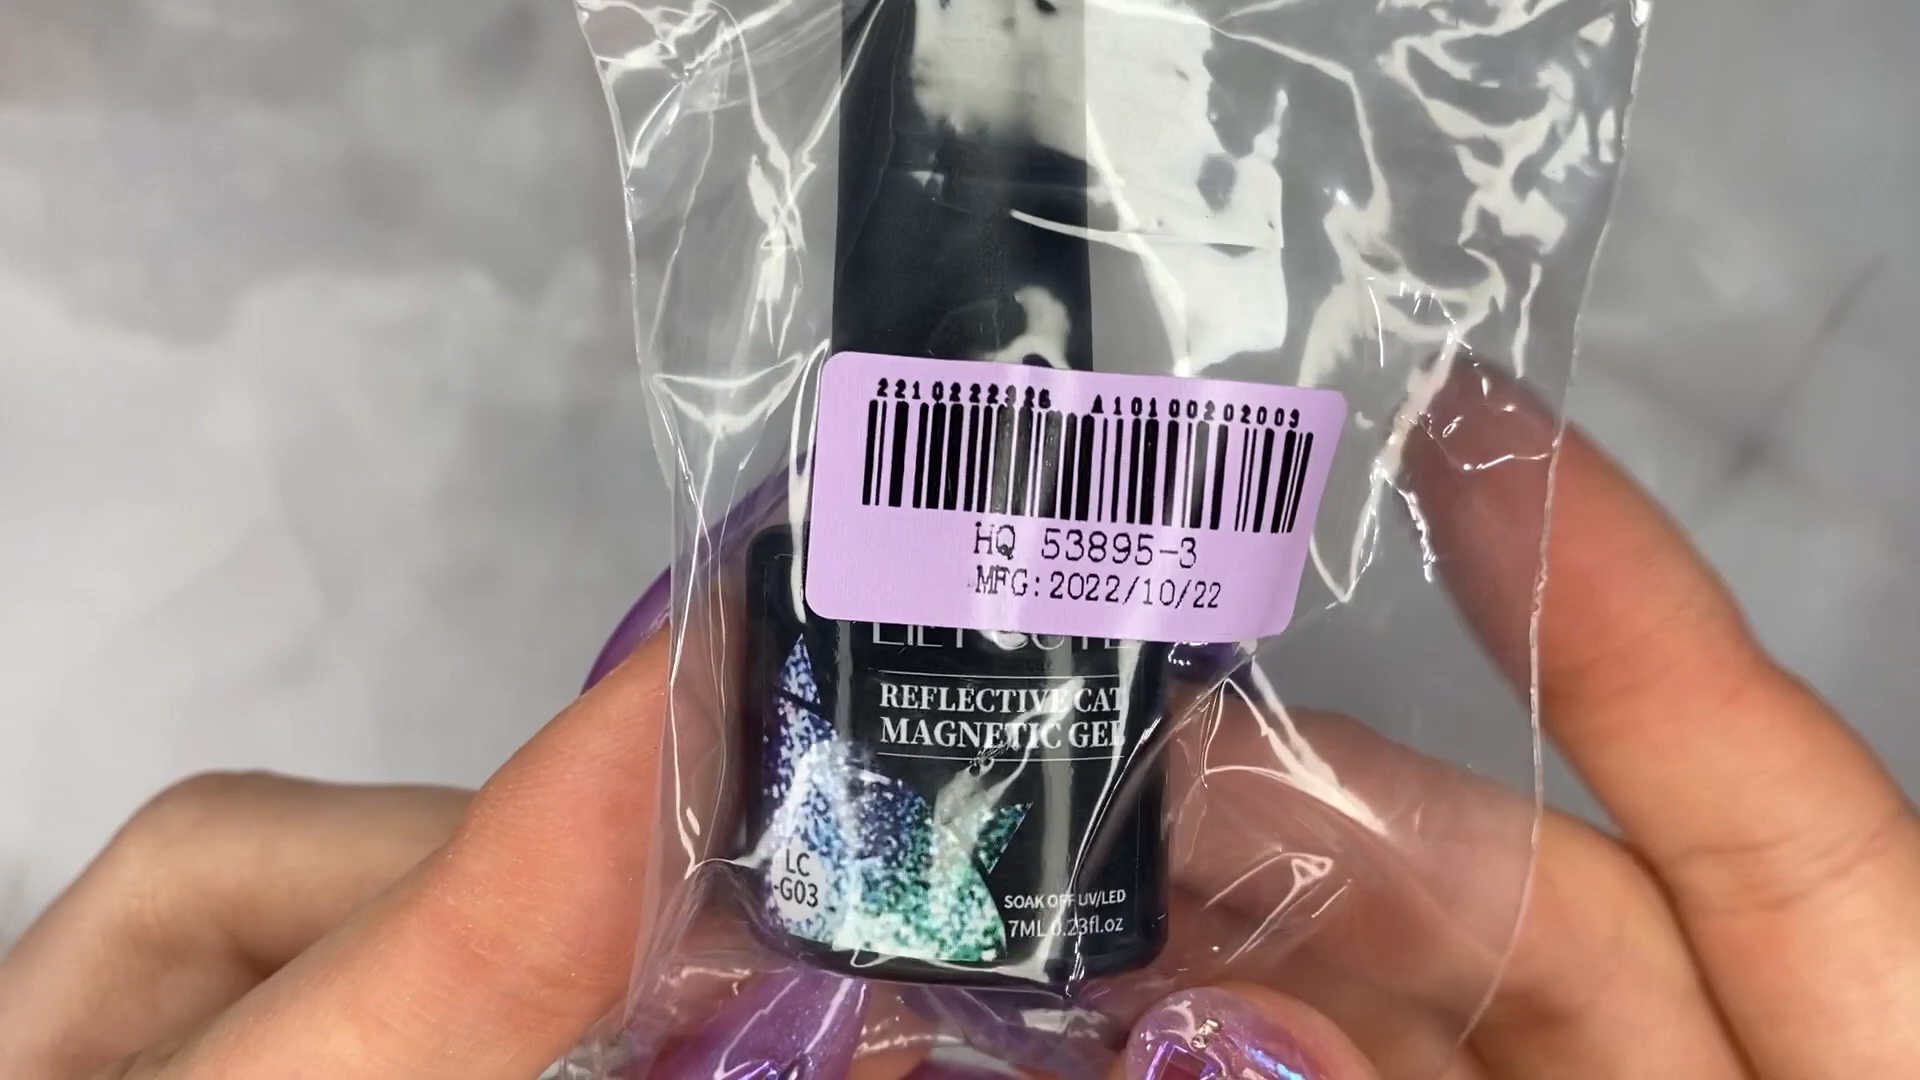 2210222326 A10100202009
HQ 53895-3
MFG:2022/10/22
REFLECTIVE CAT
MAGNETIC GEL
LC
-G03
SOAK OFF UV/LED
7ML 0.23fl.oz